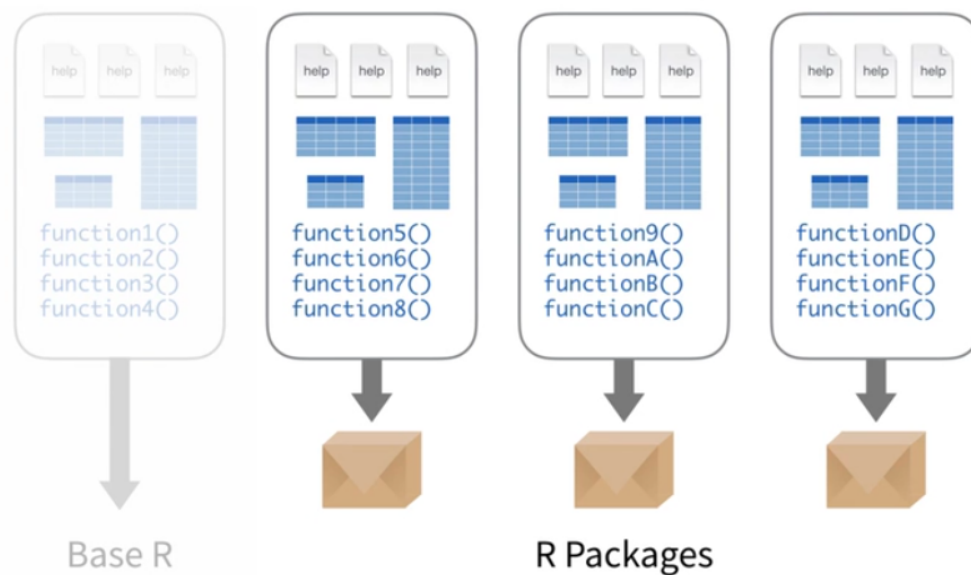 help help help
function1()
function2()
function3()
function4()
Base R
help help help
function5()
function6()
function7()
function8()
help help help
function9()
functionA()
functionB()
functionC()
help help help
functionD()
functionE()
functionF()
functionG()
R Packages